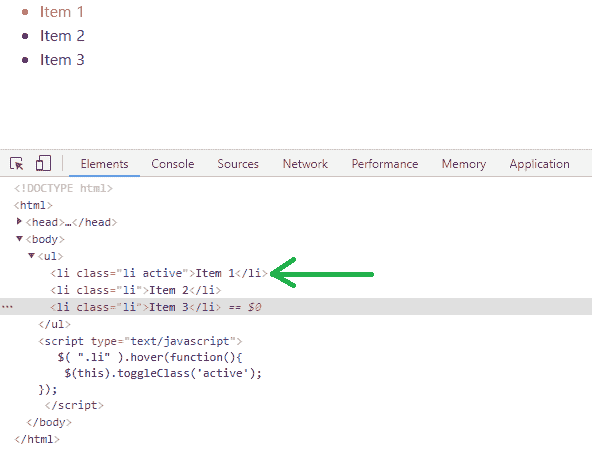 Item 1
Item 2
Item 3
Elements Console Sources Network Performance Memory Application
<!DOCTYPE html>
<html>
<head>…</head>
<body>
<ul>
<li class="li active">Item 1</li>
<li class="li">Item 2</li>
<li class="li">Item 3</li> == $0
</ul>
<script type="text/javascript">
$( ".li" ).hover(function(){
$(this).toggleClass('active');
});
</script>
</body>
</html>